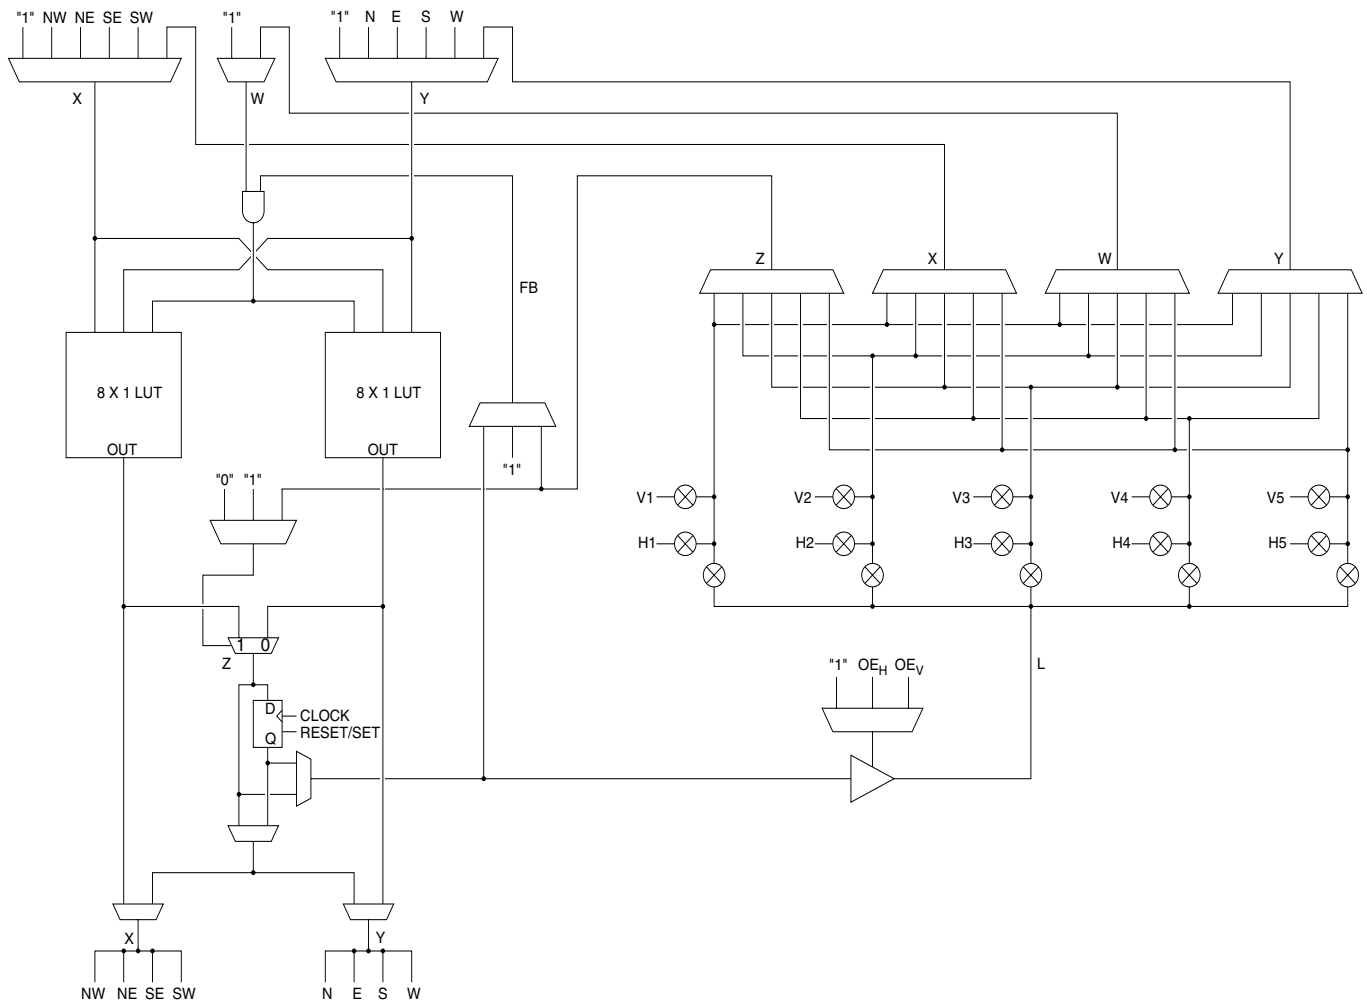 "1" NW NE SE SW
"1"
"1" N E S W
X
W
Y
FB
Z
X
W
Y
8 X 1 LUT
OUT
8 X 1 LUT
OUT
"1"
"0" "1"
V1
V2
V3
V4
V5
H1
H2
H3
H4
H5
1 0
Z
"1" OEH OEV
L
D
CLOCK
RESET/SET
Q
X
Y
NW NE SE SW
N E S W